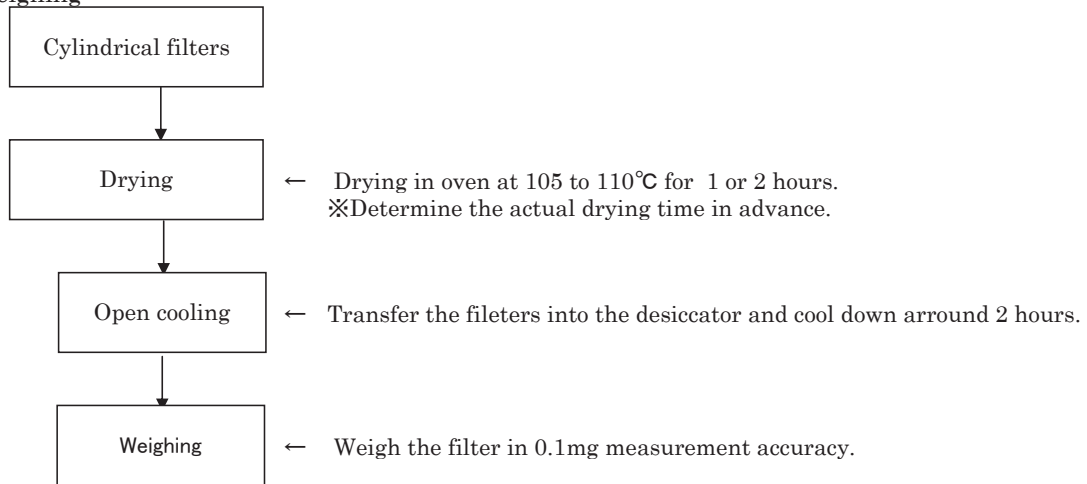 Cylindrical filters
Drying
← Drying in oven at 105 to 110℃ for 1 or 2 hours.
※Determine the actual drying time in advance.
Open cooling
← Transfer the fileters into the desiccator and cool down arround 2 hours.
Weighing
← Weigh the filter in 0.1mg measurement accuracy.